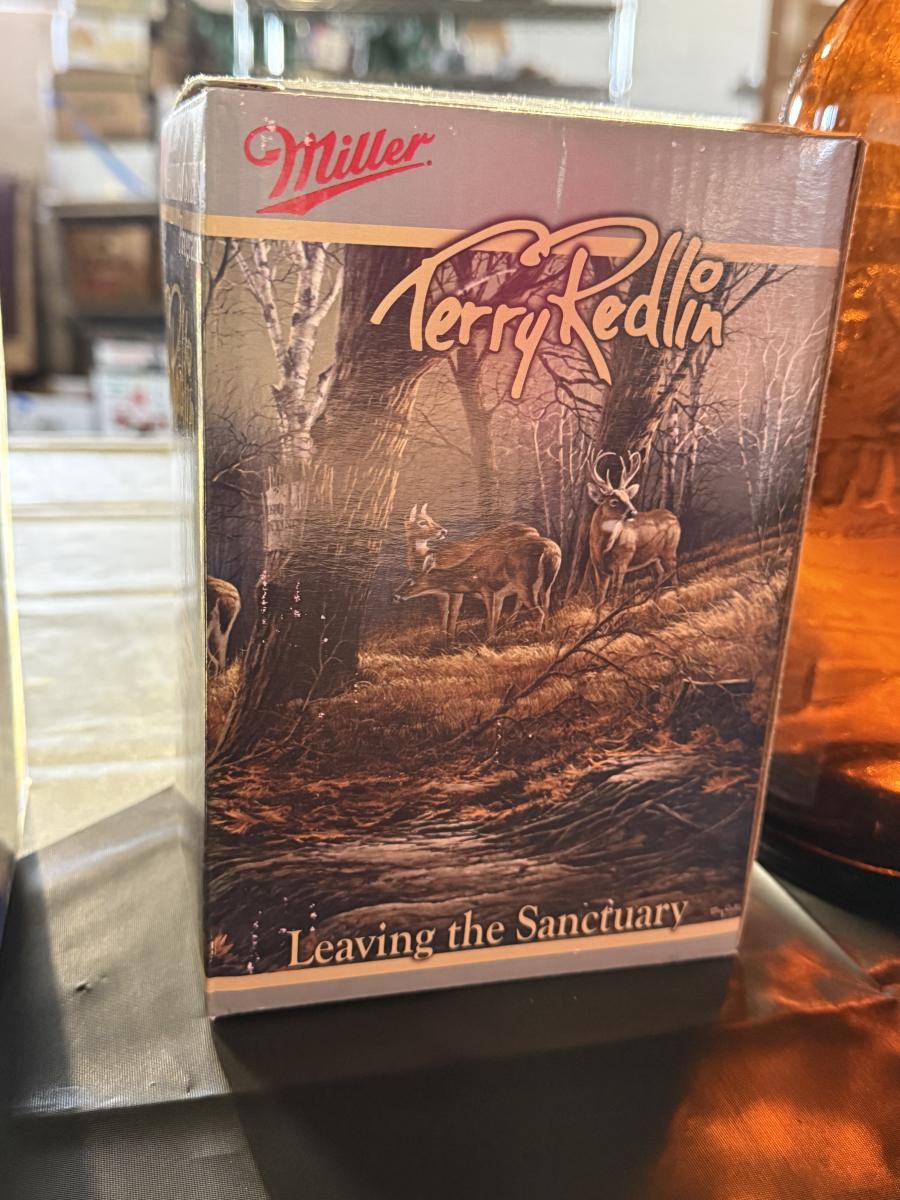 Miller
Terry Redlin
Leaving the Sanctuary